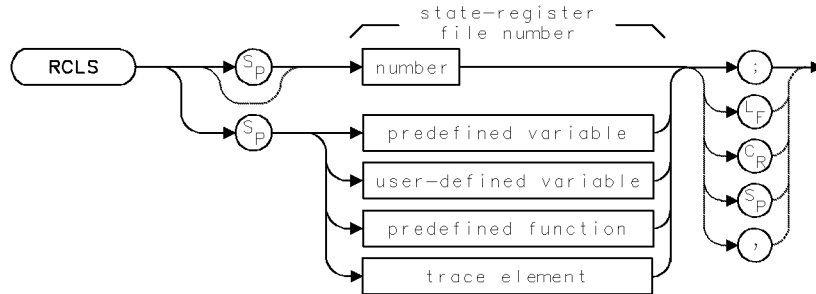 state-register
file number
RCLS
SP
number
;
LF
SP
predefined variable
CR
user-defined variable
SP
predefined function
,
trace element